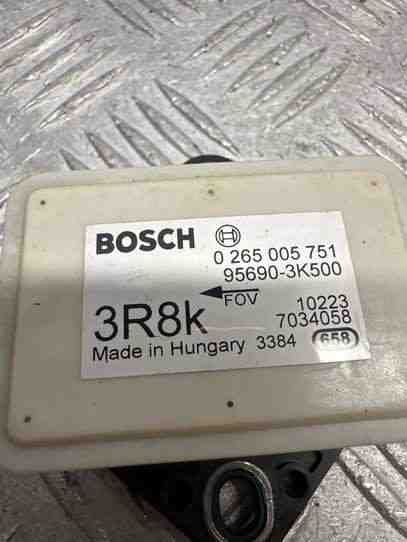 BOSCH 0 265 005 751
95690-3K500
FOV 10223
3R8k 7034058
Made in Hungary 3384 658